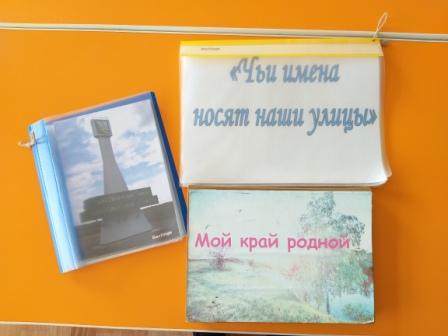 «Чьи имена
носят наши улицы»
Мой край родной